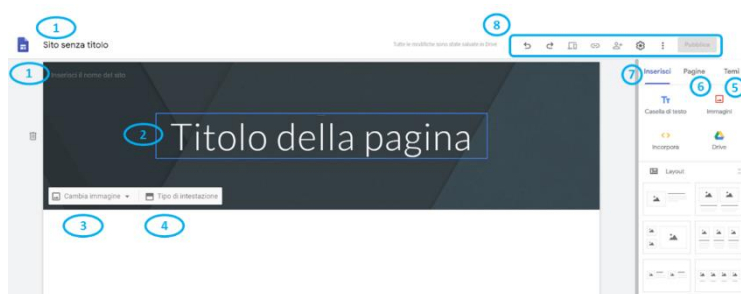 1
8
Sito senza titolo
Tutte le modifiche sono state salvate in Drive
Pubblica
1
Inserisci il nome del sito
7
Inserisci
Pagine
Temi
6
5
2
Titolo della pagina
Casella di testo
Immagini
Incorpora
Drive
Cambia immagine
Tipo di intestazione
Layout
3
4